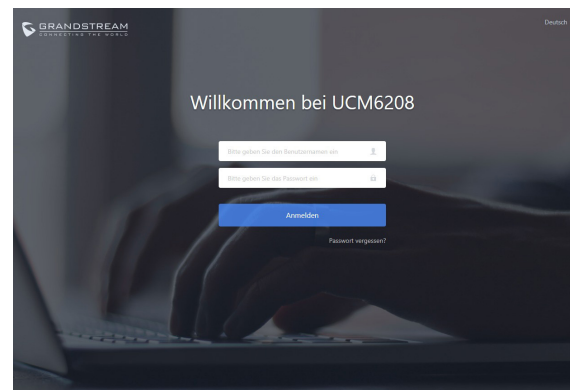 GRANDSTREAM
CONNECTING THE WORLD
Deutsch
Willkommen bei UCM6208
Bitte geben Sie den Benutzernamen ein
Bitte geben Sie das Passwort ein
Anmelden
Passwort vergessen?